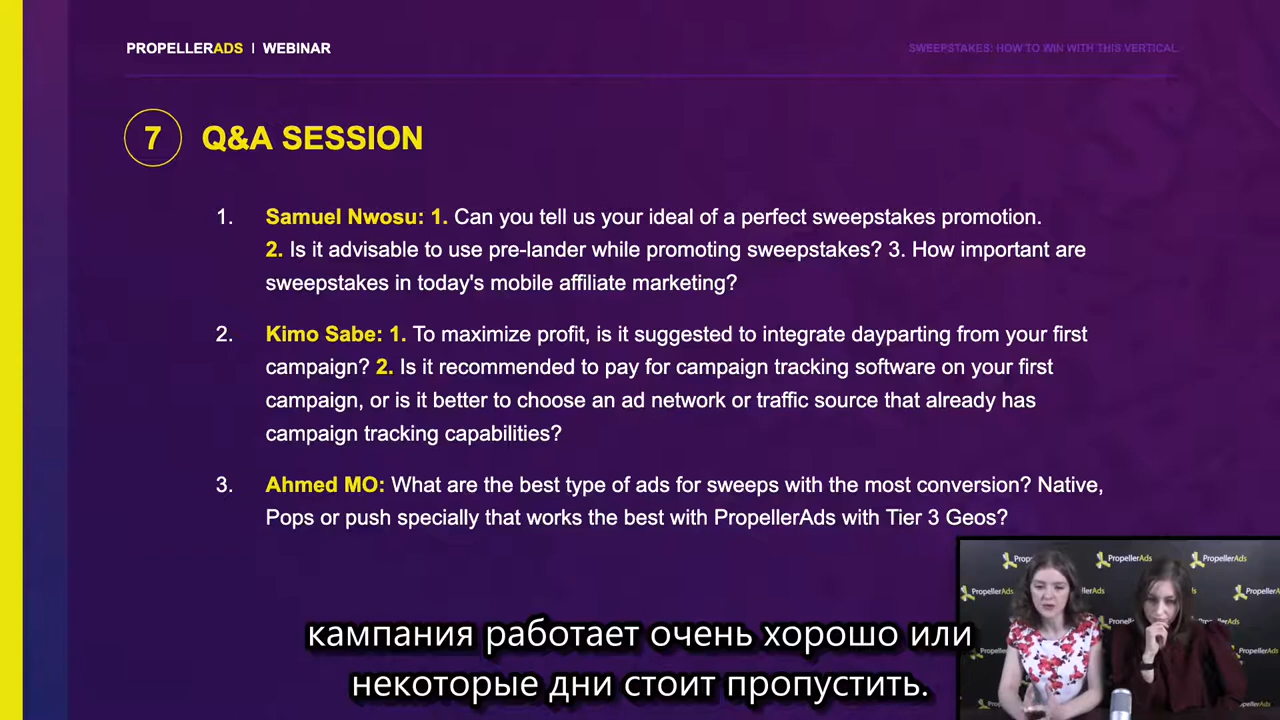 PROPELLERADS | WEBINAR
SWEEPSTAKES: HOW TO WIN WITH THIS VERTICAL.
7 Q&A SESSION
1. Samuel Nwosu: 1. Can you tell us your ideal of a perfect sweepstakes promotion.
2. Is it advisable to use pre-lander while promoting sweepstakes? 3. How important are
sweepstakes in today's mobile affiliate marketing?
2. Kimo Sabe: 1. To maximize profit, is it suggested to integrate dayparting from your first
campaign? 2. Is it recommended to pay for campaign tracking software on your first
campaign, or is it better to choose an ad network or traffic source that already has
campaign tracking capabilities?
3. Ahmed MO: What are the best type of ads for sweeps with the most conversion? Native,
Pops or push specially that works the best with PropellerAds with Tier 3 Geos?
PropellerAds
PropellerAds
PropellerAds
PropellerAds
кампания работает очень хорошо или
некоторые дни стоит пропустить.